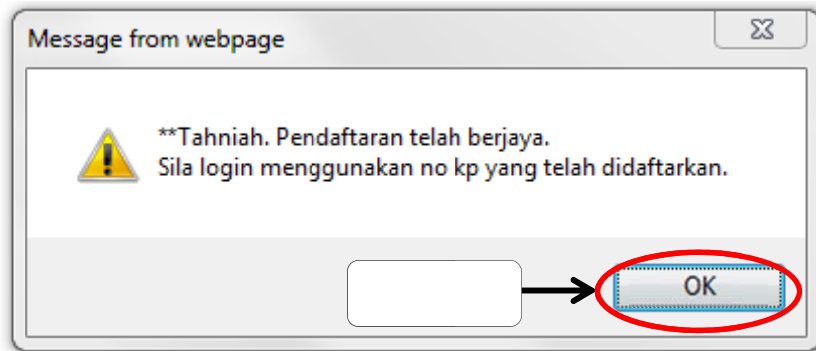 Message from webpage
**Tahniah. Pendaftaran telah berjaya.
Sila login menggunakan no kp yang telah didaftarkan.
OK